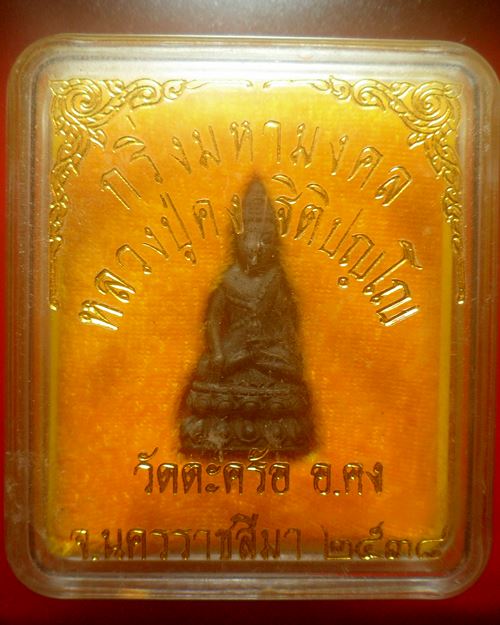 กริ่งมหามงคล
หลวงปู่คง ฐิติปญฺโญ
วัดตะคร้อ อ.คง
จ.นครราชสีมา ๒๕๓๘